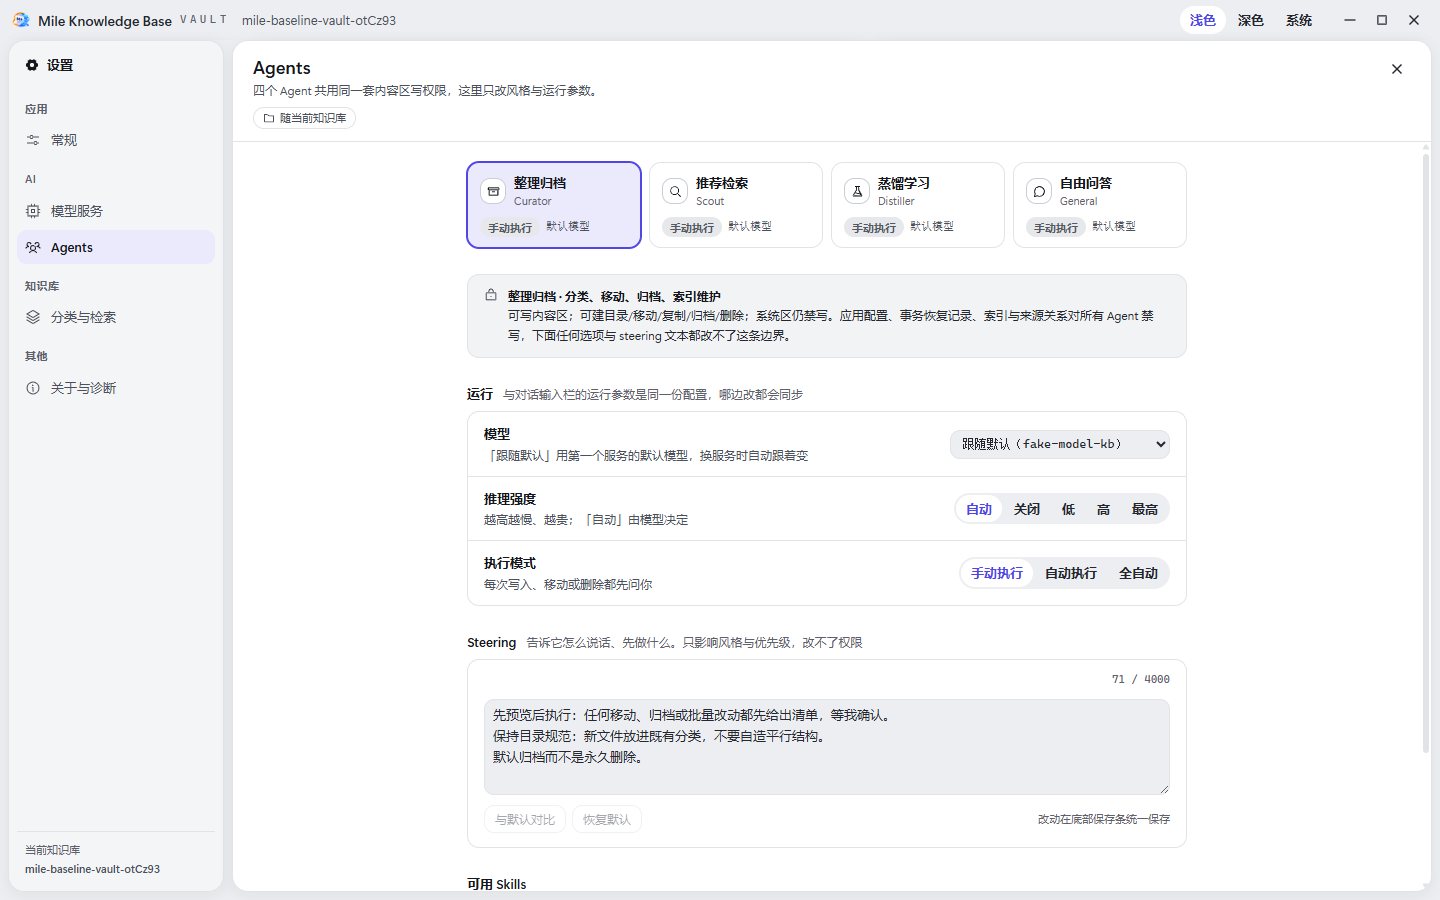 Mile Knowledge Base VAULT mile-baseline-vault-otCz93
浅色 深色 系统
设置
应用
常规
AI
模型服务
Agents
知识库
分类与检索
其他
关于与诊断
当前知识库
mile-baseline-vault-otCz93
Agents
四个 Agent 共用同一套内容区写权限，这里只改风格与运行参数。
随当前知识库
整理归档
Curator
手动执行 默认模型
推荐检索
Scout
手动执行 默认模型
蒸馏学习
Distiller
手动执行 默认模型
自由问答
General
手动执行 默认模型
整理归档 · 分类、移动、归档、索引维护
可写内容区；可建目录/移动/复制/归档/删除；系统区仍禁写。应用配置、事务恢复记录、索引与来源关系对所有 Agent 禁
写，下面任何选项与 steering 文本都改不了这条边界。
运行 与对话输入栏的运行参数是同一份配置，哪边改都会同步
模型
「跟随默认」用第一个服务的默认模型，换服务时自动跟着变
跟随默认（fake-model-kb）
推理强度
越高越慢、越贵；「自动」由模型决定
自动 关闭 低 高 最高
执行模式
每次写入、移动或删除都先问你
手动执行 自动执行 全自动
Steering 告诉它怎么说话、先做什么。只影响风格与优先级，改不了权限
71 / 4000
先预览后执行：任何移动、归档或批量改动都先给出清单，等我确认。
保持目录规范：新文件放进既有分类，不要自造平行结构。
默认归档而不是永久删除。
与默认对比 恢复默认
改动在底部保存条统一保存
可用 Skills